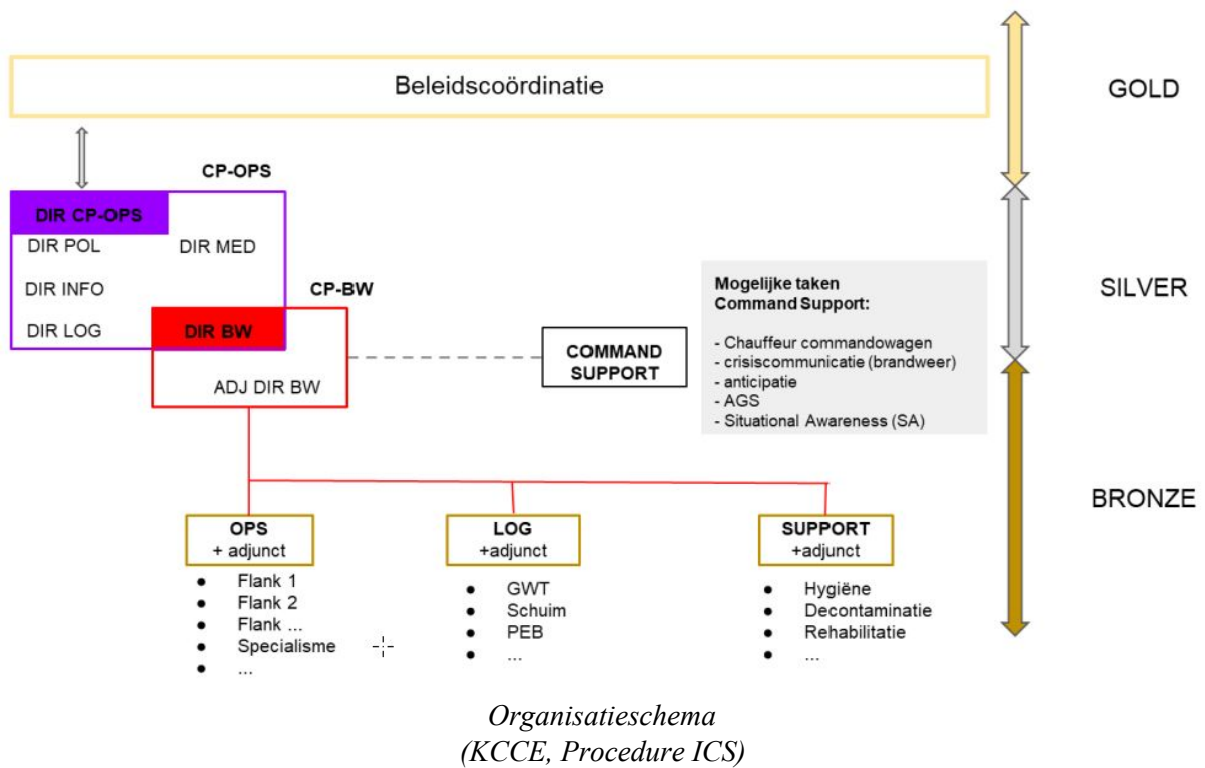 Beleidscoördinatie
GOLD
CP-OPS
DIR CP-OPS
DIR POL
DIR MED
DIR INFO
CP-BW
DIR LOG
DIR BW
ADJ DIR BW
COMMAND
SUPPORT
Mogelijke taken
Command Support:
- Chauffeur commandowagen
- crisiscommunicatie (brandweer)
- anticipatie
- AGS
- Situational Awareness (SA)
SILVER
BRONZE
OPS
+ adjunct
● Flank 1
● Flank 2
● Flank ...
● Specialisme
● ...
LOG
+adjunct
● GWT
● Schuim
● PEB
● ...
SUPPORT
+adjunct
● Hygiëne
● Decontaminatie
● Rehabilitatie
● ...
Organisatieschema
(KCCE, Procedure ICS)